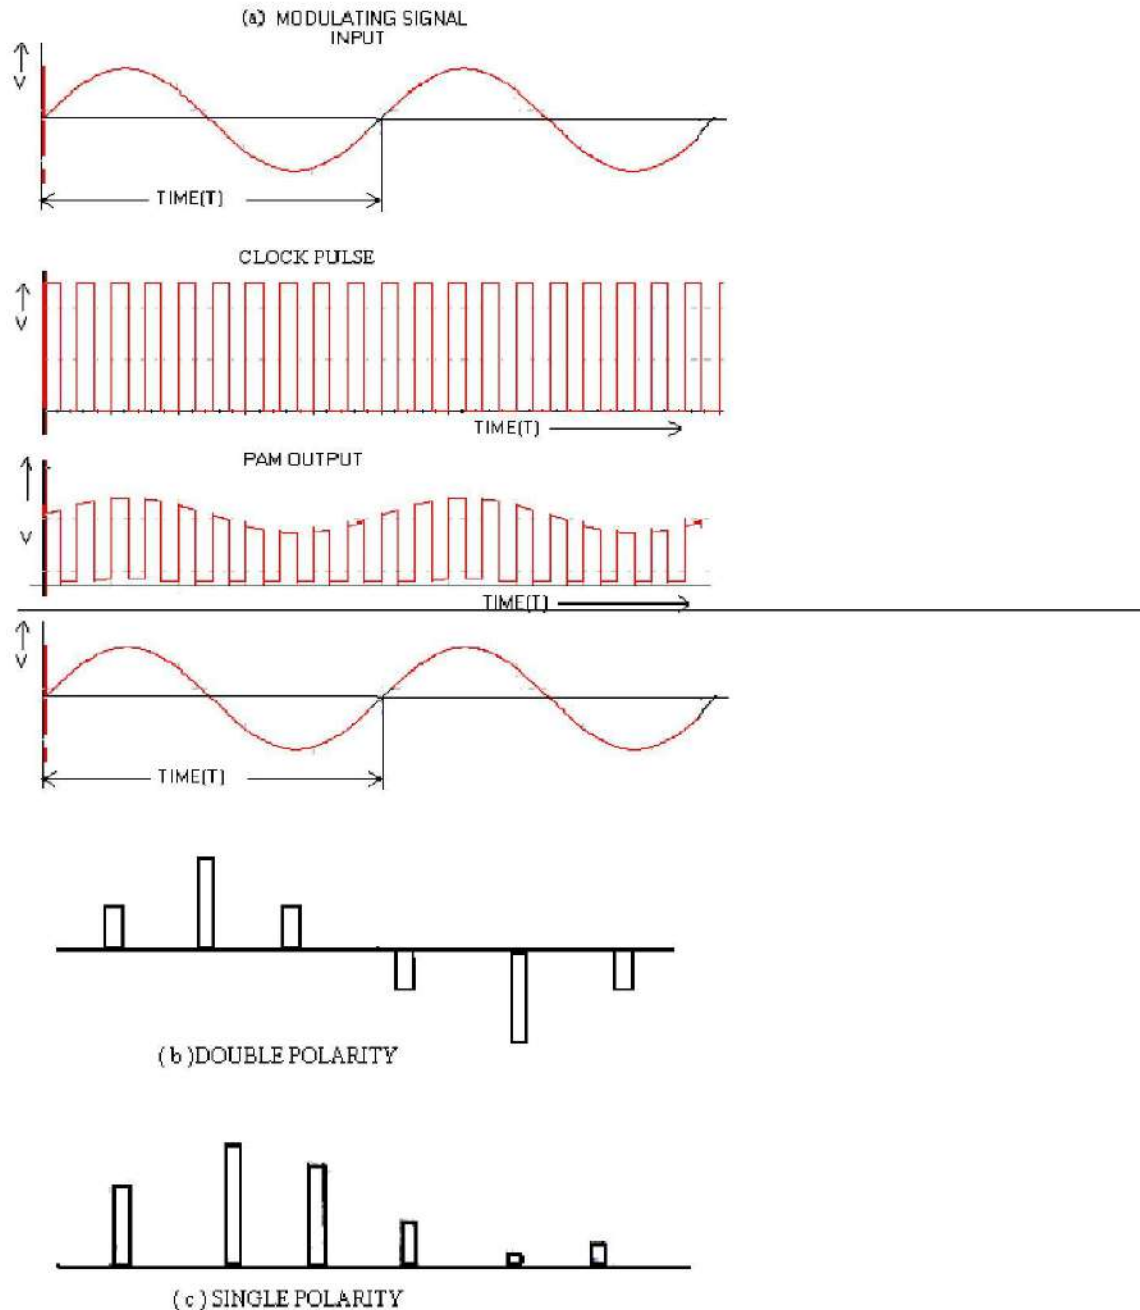 (a) MODULATING SIGNAL
INPUT
V
TIME(T)
CLOCK PULSE
V
TIME(T)
PAM OUTPUT
V
TIME(T)
V
TIME(T)
(b)DOUBLE POLARITY
(c) SINGLE POLARITY